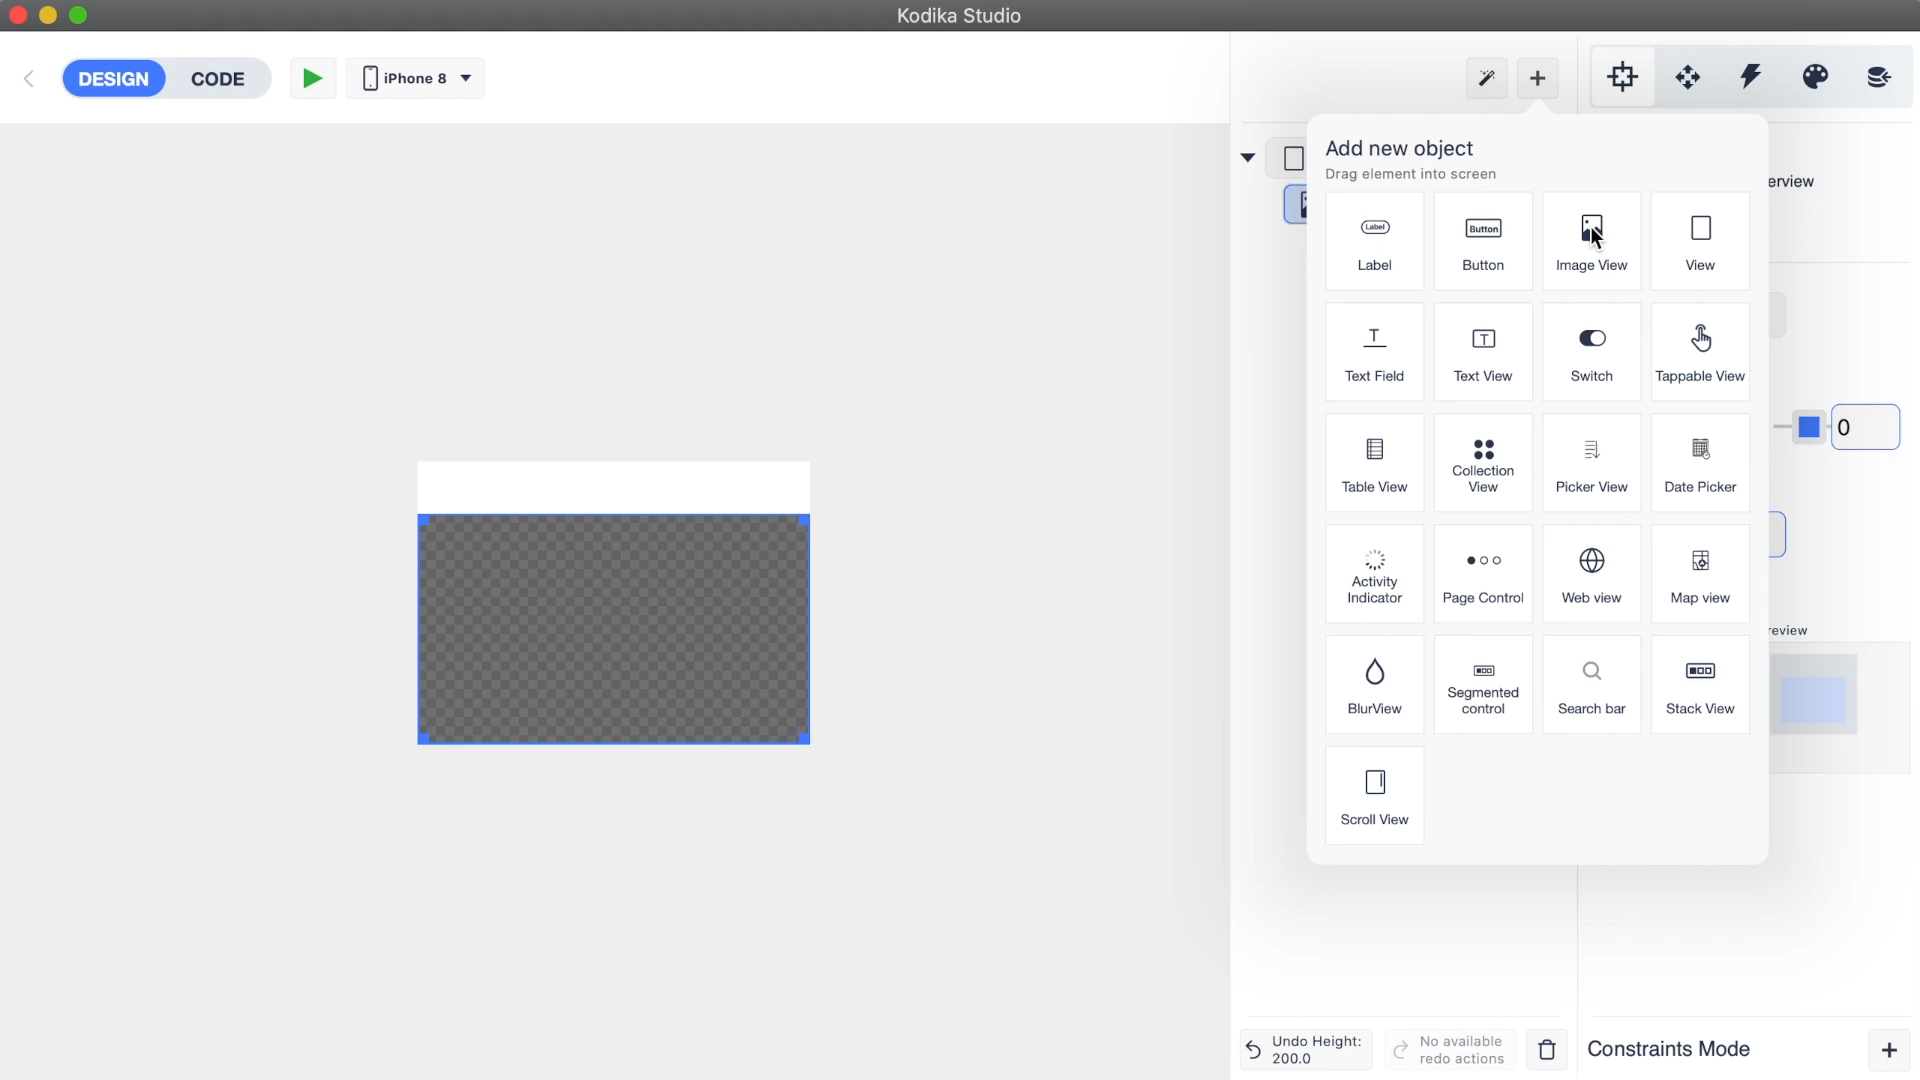 Kodika Studio
DESIGN
CODE
iPhone 8
Add new object
Drag element into screen
erview
Label
Button
Label
Button
Image View
View
T
T
Text Field
Text View
Switch
Tappable View
0
Table View
Collection
View
Picker View
Date Picker
Activity
Indicator
Page Control
Web view
Map view
review
BlurView
Segmented
control
Search bar
Stack View
Scroll View
Undo Height:
200.0
No available
redo actions
Constraints Mode